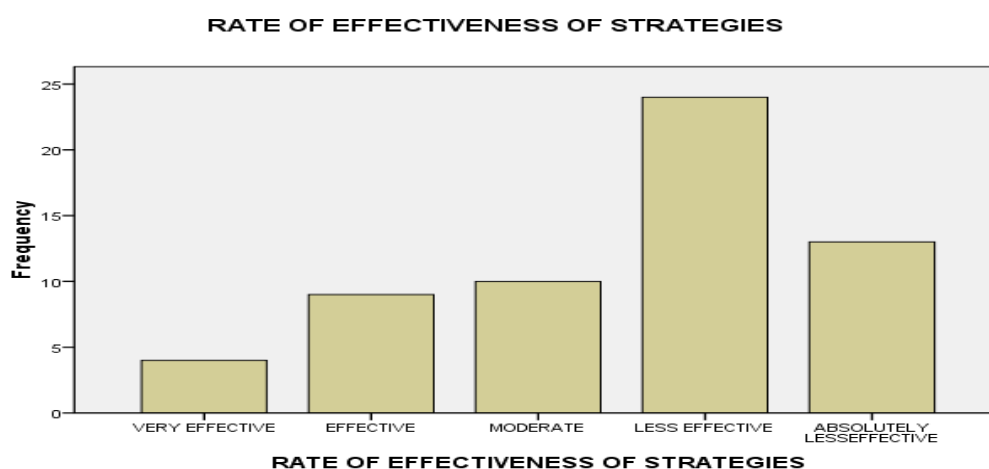 RATE OF EFFECTIVENESS OF STRATEGIES
Frequency
25
20
15
10
5
0
VERY EFFECTIVE
EFFECTIVE
MODERATE
LESS EFFECTIVE
ABSOLUTELY
LESSEFFECTIVE
RATE OF EFFECTIVENESS OF STRATEGIES